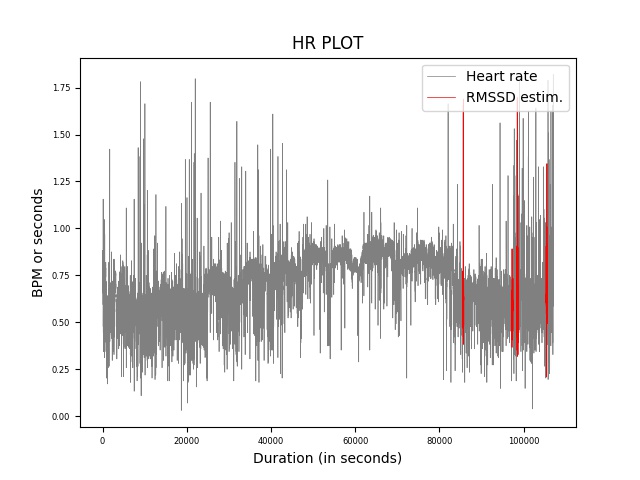 HR PLOT
Heart rate
RMSSD estim.
BPM or seconds
1.75
1.50
1.25
1.00
0.75
0.50
0.25
0.00
0 20000 40000 60000 80000 100000
Duration (in seconds)